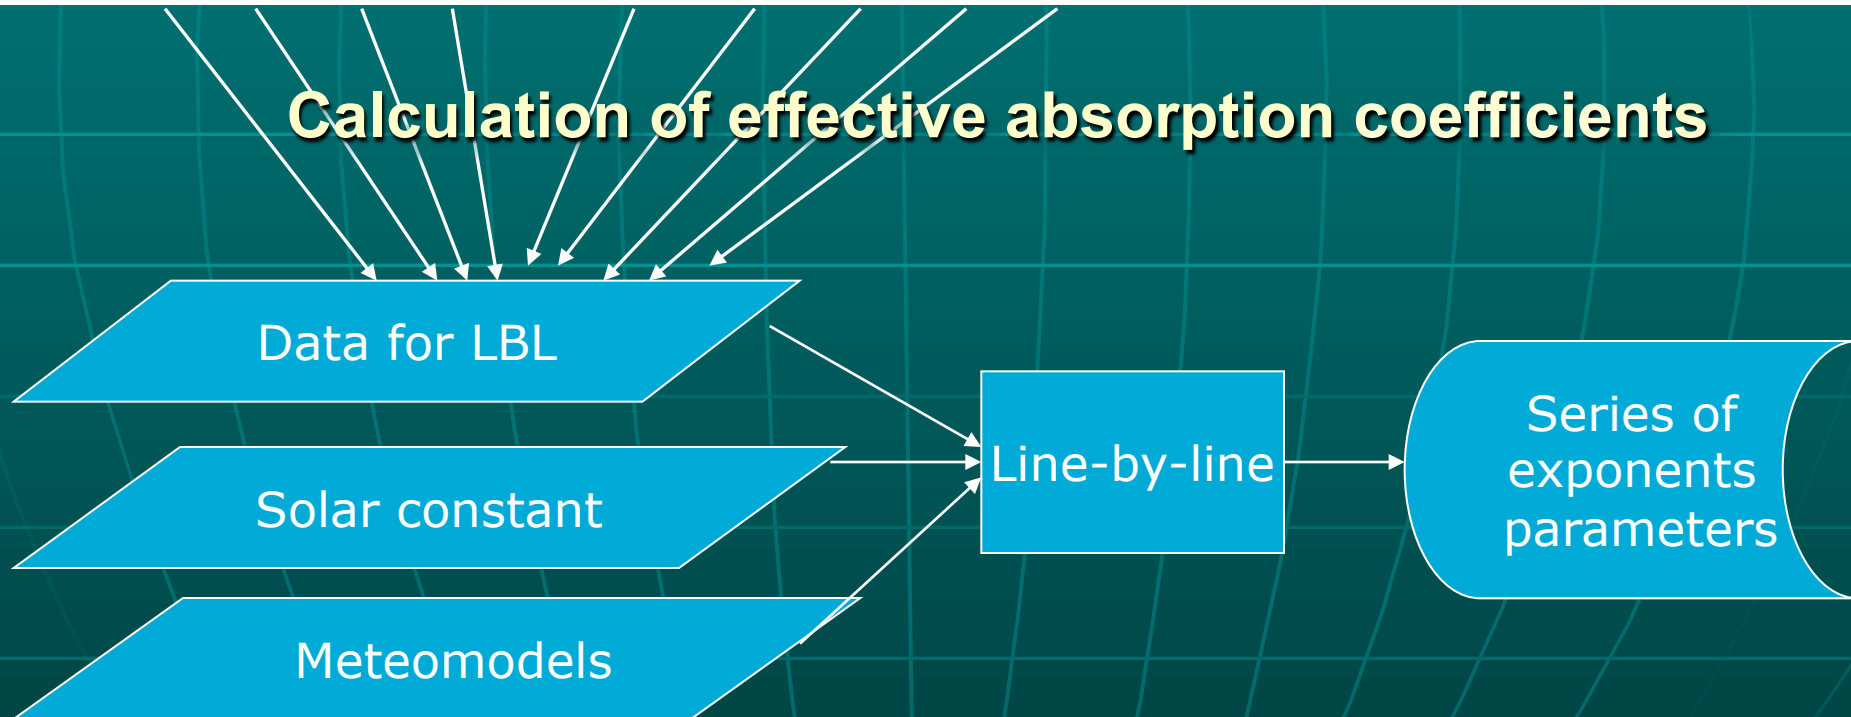 Calculation of effective absorption coefficients
Data for LBL
Solar constant
Meteomodels
Line-by-line
Series of
exponents
parameters